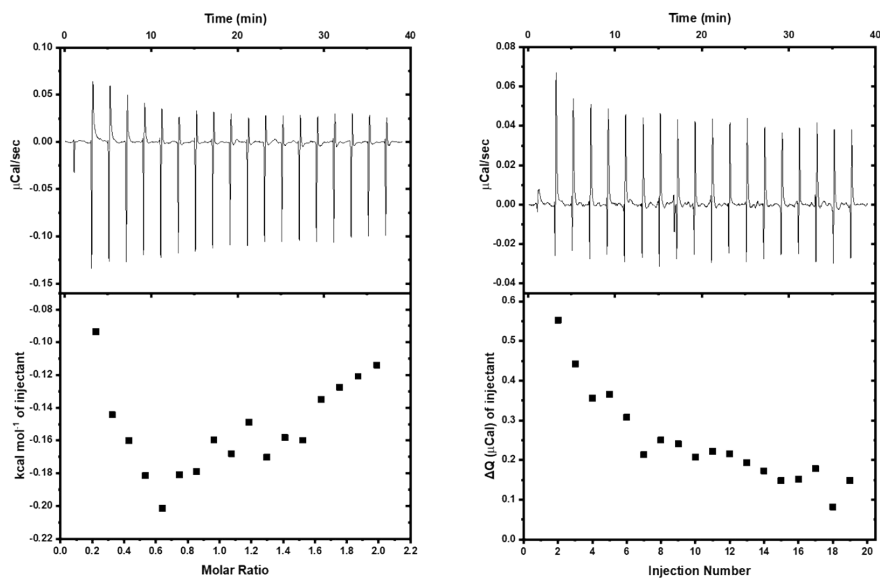 Time (min)
0 10 20 30 40
0.10
0.05
0.00
-0.05
-0.10
-0.15
μCal/sec
-0.08
-0.10
-0.12
-0.14
-0.16
-0.18
-0.20
-0.22
kcal mol⁻¹ of injectant
0.0 0.2 0.4 0.6 0.8 1.0 1.2 1.4 1.6 1.8 2.0 2.2
Molar Ratio
Time (min)
0 10 20 30 40
0.08
0.06
0.04
0.02
0.00
-0.02
-0.04
μCal/sec
0.6
0.5
0.4
0.3
0.2
0.1
0.0
ΔQ (μCal) of injectant
0 2 4 6 8 10 12 14 16 18 20
Injection Number